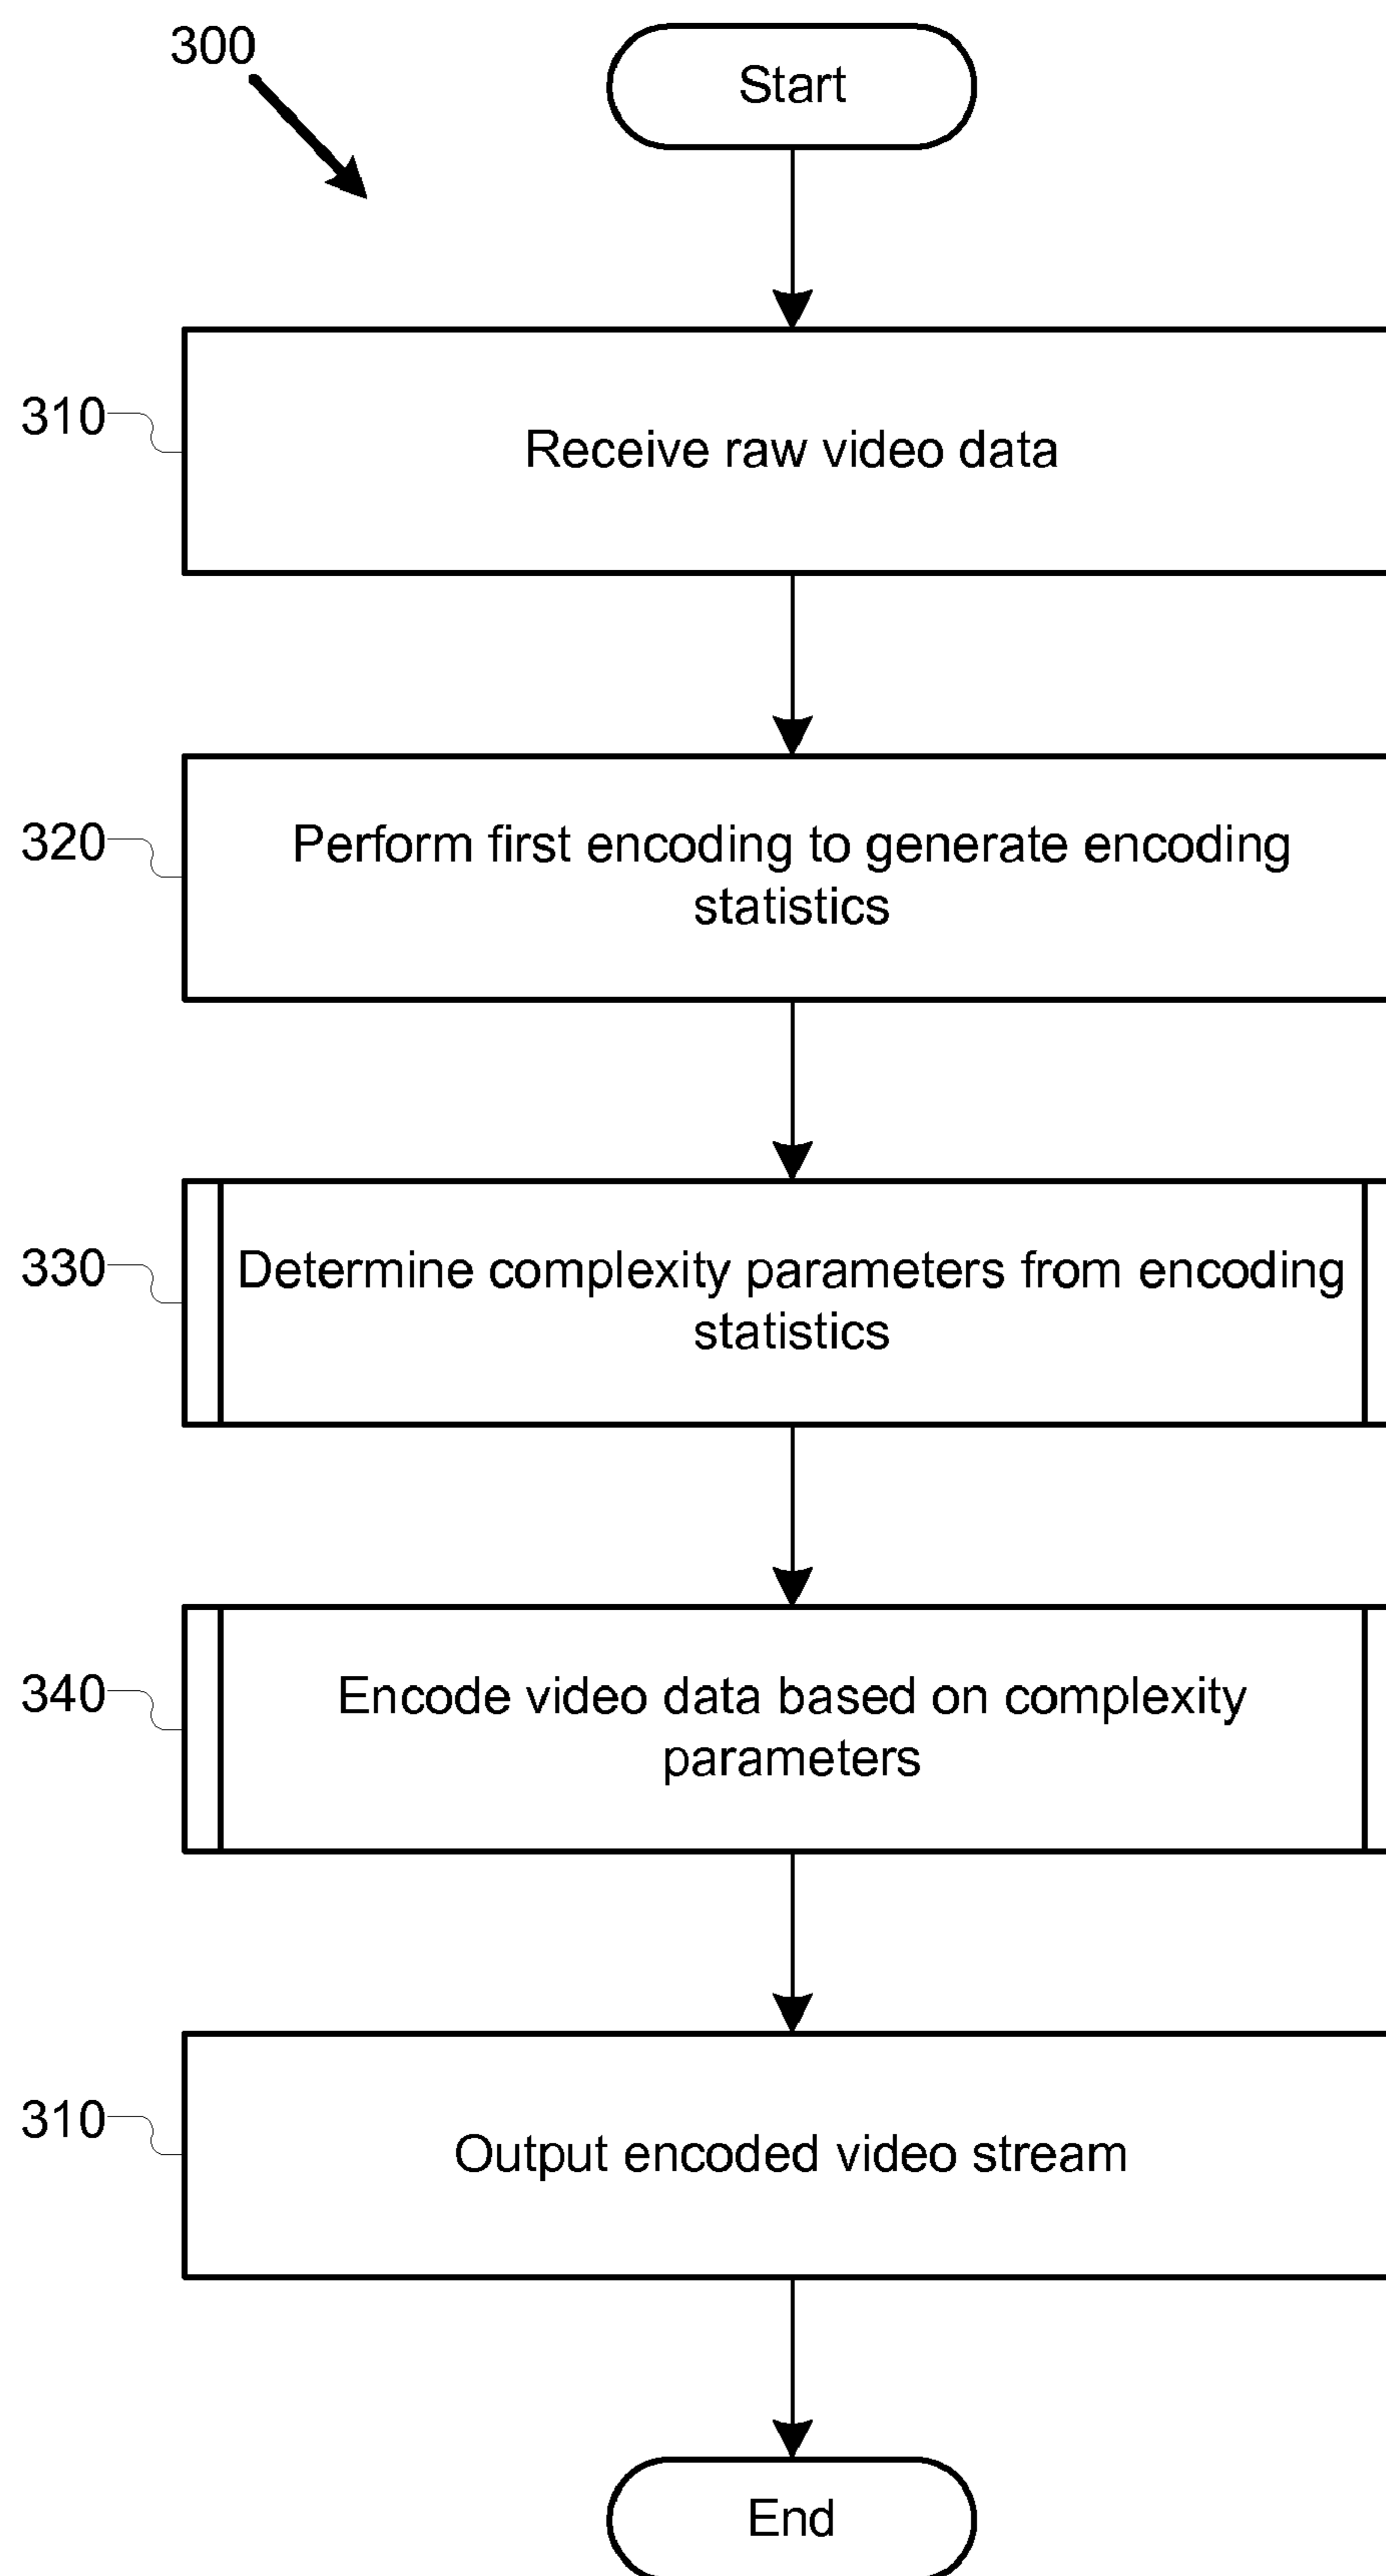 300
Start
310
Receive raw video data
320
Perform first encoding to generate encoding
statistics
330
Determine complexity parameters from encoding
statistics
340
Encode video data based on complexity
parameters
310
Output encoded video stream
End